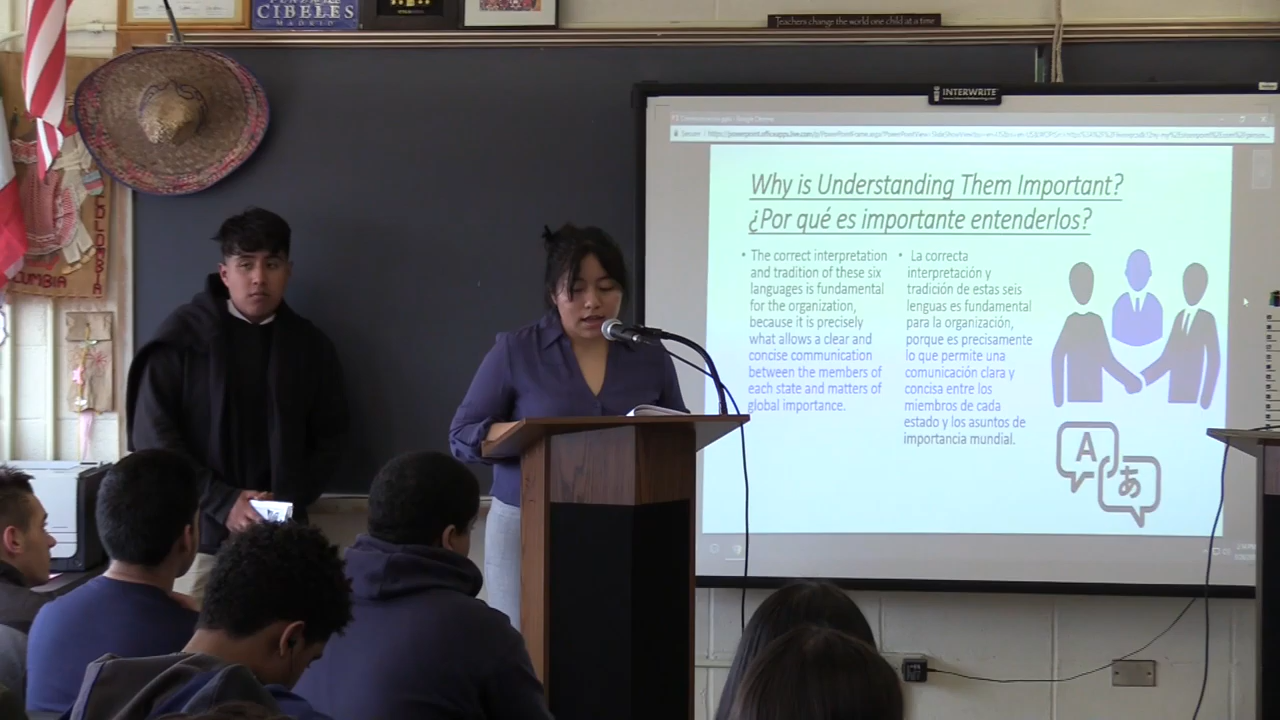 CIBELES
MADRID
Teachers change the world one child at a time
INTERWRITE
Why is Understanding Them Important?
¿Por qué es importante entenderlos?
• The correct interpretation
and tradition of these six
languages is fundamental
for the organization,
because it is precisely
what allows a clear and
concise communication
between the members of
each state and matters of
global importance.
• La correcta
interpretación y
tradición de estas seis
lenguas es fundamental
para la organización,
porque es precisamente
lo que permite una
comunicación clara y
concisa entre los
miembros de cada
estado y los asuntos de
importancia mundial.
A
あ